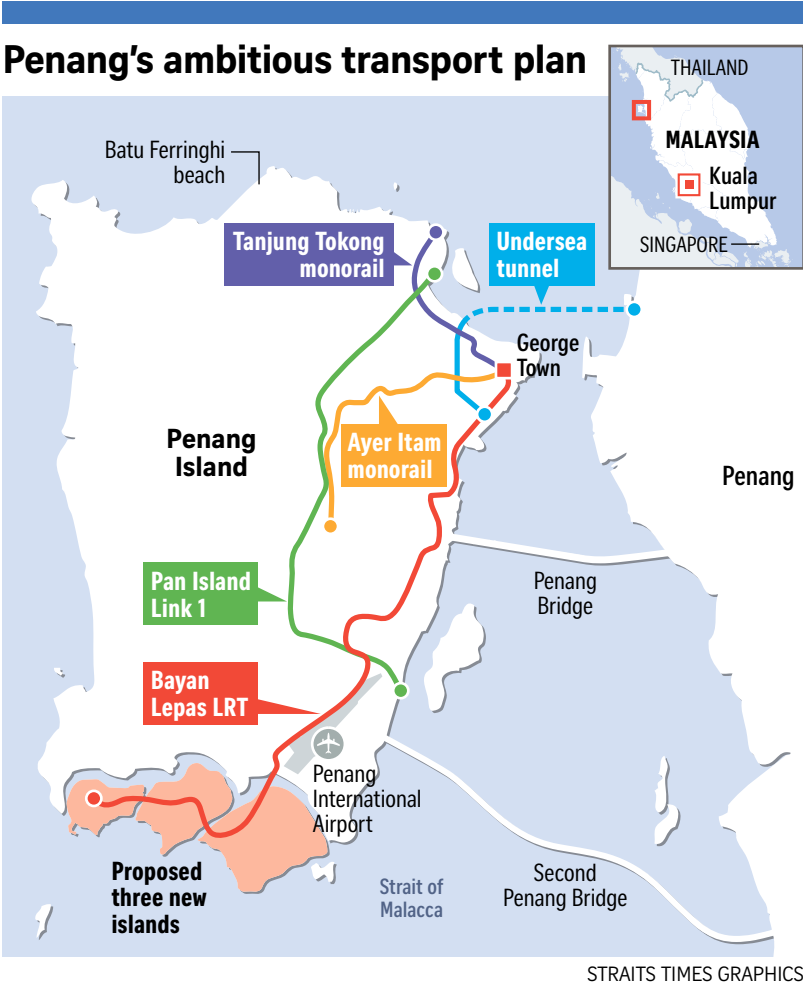 Penang's ambitious transport plan
THAILAND
MALAYSIA
Kuala
Lumpur
SINGAPORE
Batu Ferringhi
beach
Tanjung Tokong
monorail
Undersea
tunnel
George
Town
Penang
Island
Ayer Itam
monorail
Penang
Pan Island
Link 1
Penang
Bridge
Bayan
Lepas LRT
Penang
International
Airport
Proposed
three new
islands
Strait of
Malacca
Second
Penang Bridge
STRAITS TIMES GRAPHICS